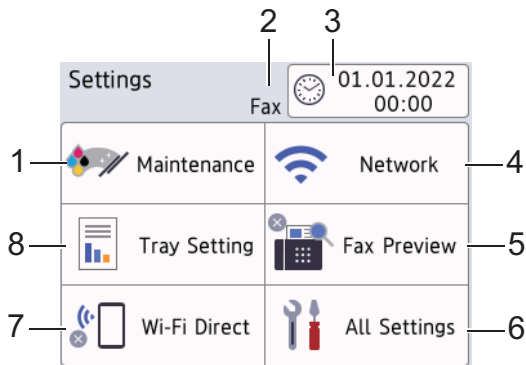 2
3
Settings
Fax
01.01.2022
00:00
1
Maintenance
Network
4
8
Tray Setting
Fax Preview
5
7
Wi-Fi Direct
All Settings
6